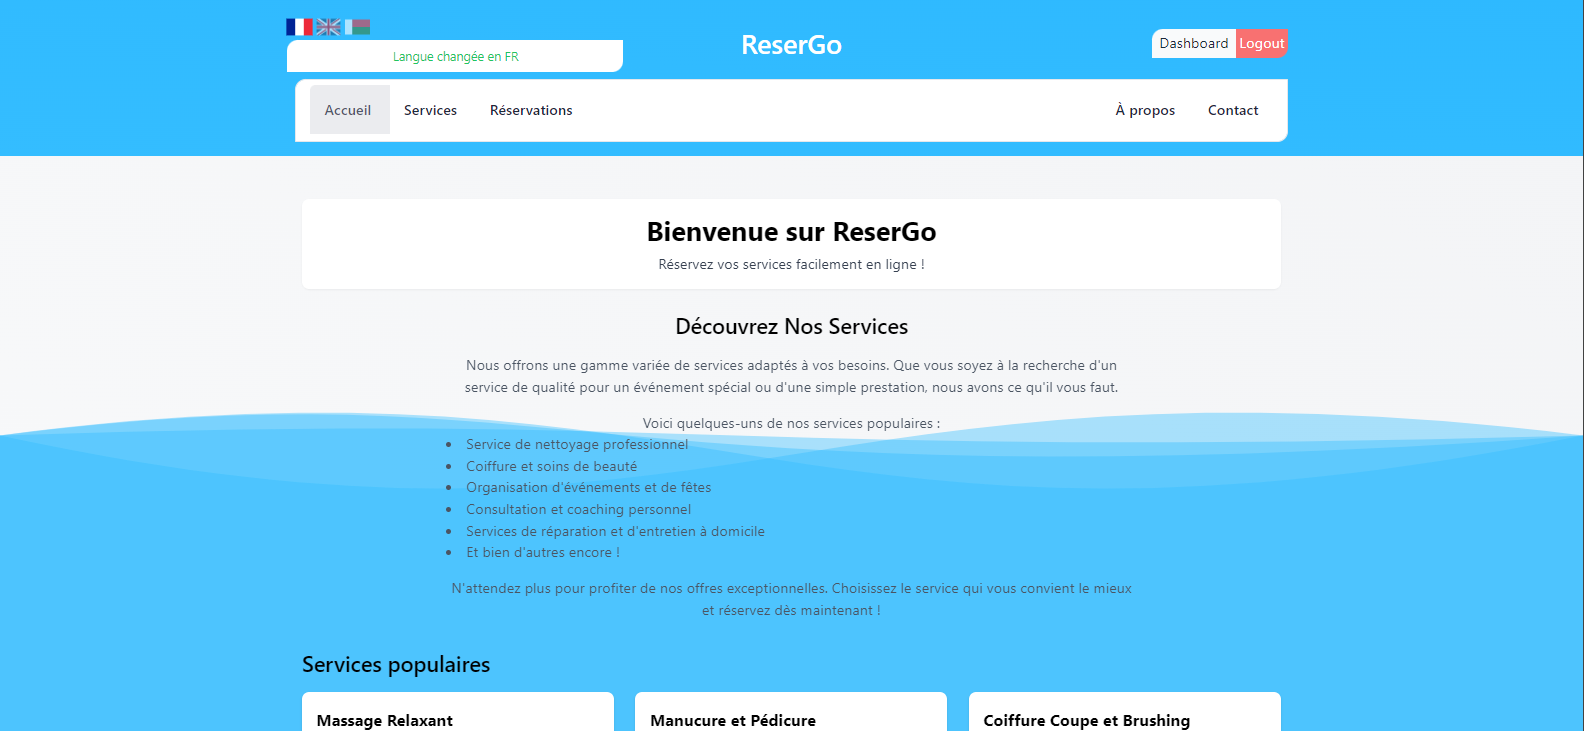 Langue changée en FR
ReserGo
Dashboard
Logout
Accueil
Services
Réservations
À propos
Contact
Bienvenue sur ReserGo
Réservez vos services facilement en ligne !
Découvrez Nos Services
Nous offrons une gamme variée de services adaptés à vos besoins. Que vous soyez à la recherche d'un
service de qualité pour un événement spécial ou d'une simple prestation, nous avons ce qu'il vous faut.
Voici quelques-uns de nos services populaires :
• Service de nettoyage professionnel
• Coiffure et soins de beauté
• Organisation d'événements et de fêtes
• Consultation et coaching personnel
• Services de réparation et d'entretien à domicile
• Et bien d'autres encore !
N'attendez plus pour profiter de nos offres exceptionnelles. Choisissez le service qui vous convient le mieux
et réservez dès maintenant !
Services populaires
Massage Relaxant
Manucure et Pédicure
Coiffure Coupe et Brushing